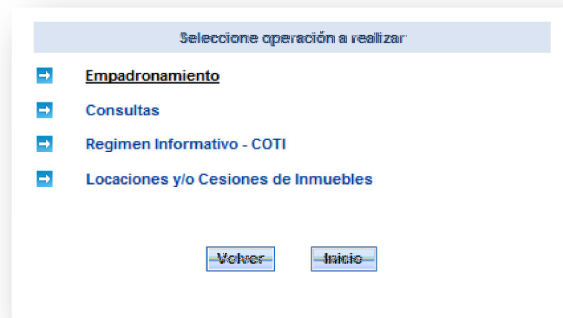 Seleccione operación a realizar
Empadronamiento
Consultas
Regimen Informativo - COTI
Locaciones y/o Cesiones de Inmuebles
Volver Inicio